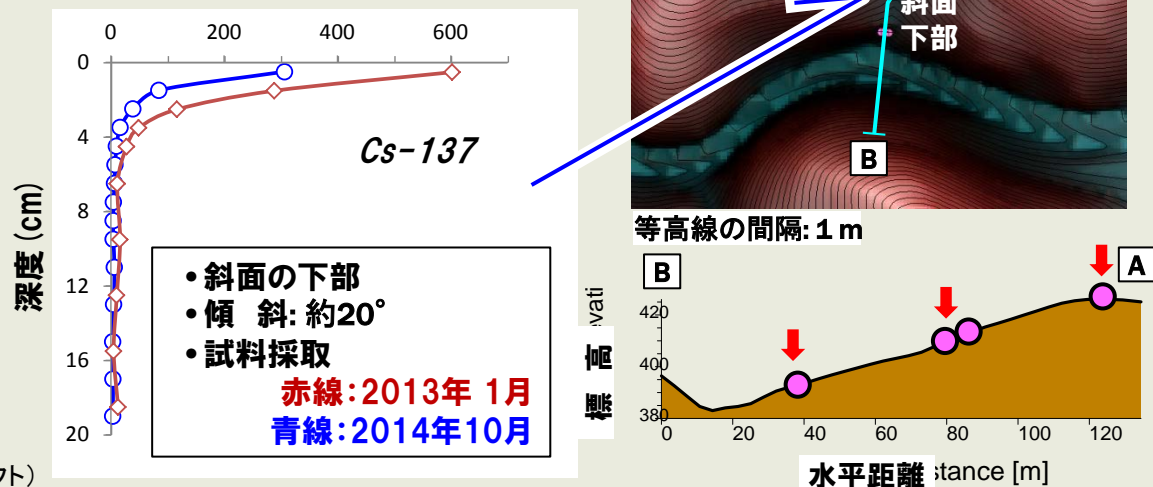 0 200 400 600
0
4
8
12
16
20
深度 (cm)
Cs-137
•斜面の下部
•傾 斜: 約20°
•試料採取
赤線:2013年 1月
青線:2014年10月
クト)
斜面
下部
B
等高線の間隔:1m
B
A
420
400
380
標 高
evati
0 20 40 60 80 100 120
水平距離 stance [m]